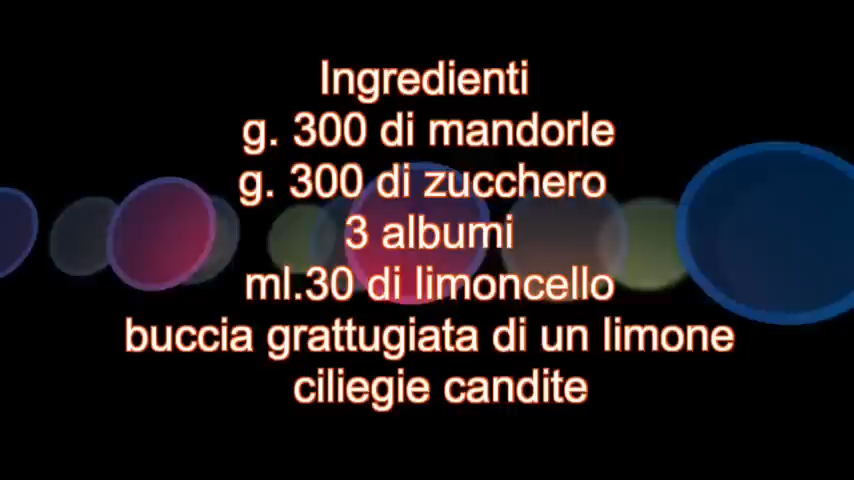 Ingredienti
g. 300 di mandorle
g. 300 di zucchero
3 albumi
ml.30 di limoncello
buccia grattugiata di un limone
ciliegie candite